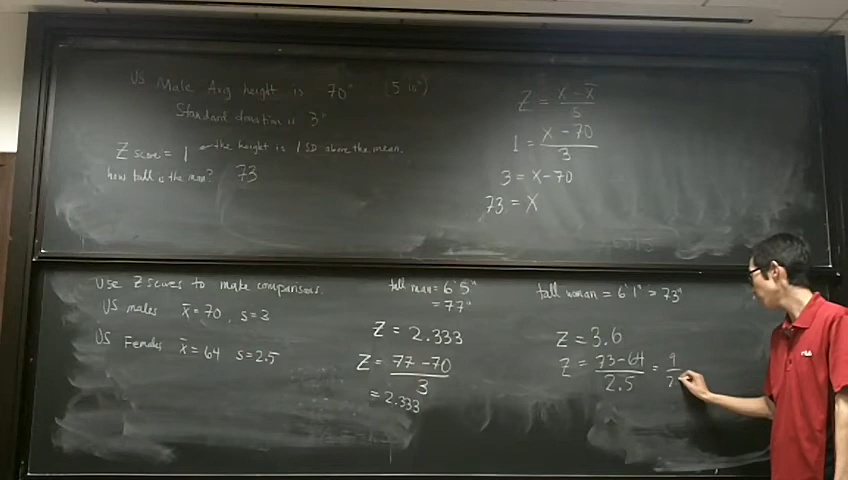 US Male Avg height is 70" (5'10")
Standard deviation is 3"
Z score = 1 the height is 1 SD above the mean.
how tall is the man? 73
Z = X - X̄ / S
1 = X - 70 / 3
3 = X - 70
73 = X
Use Z scores to make comparisons.
US males X̄ = 70, S = 3
US Females X̄ = 64 S = 2.5
tall man = 6'5"
= 77"
Z = 2.333
Z = 77 - 70 / 3
= 2.333
tall woman = 6'1" = 73"
Z = 3.6
Z = 73 - 64 / 2.5 = 9 / 2
FILA